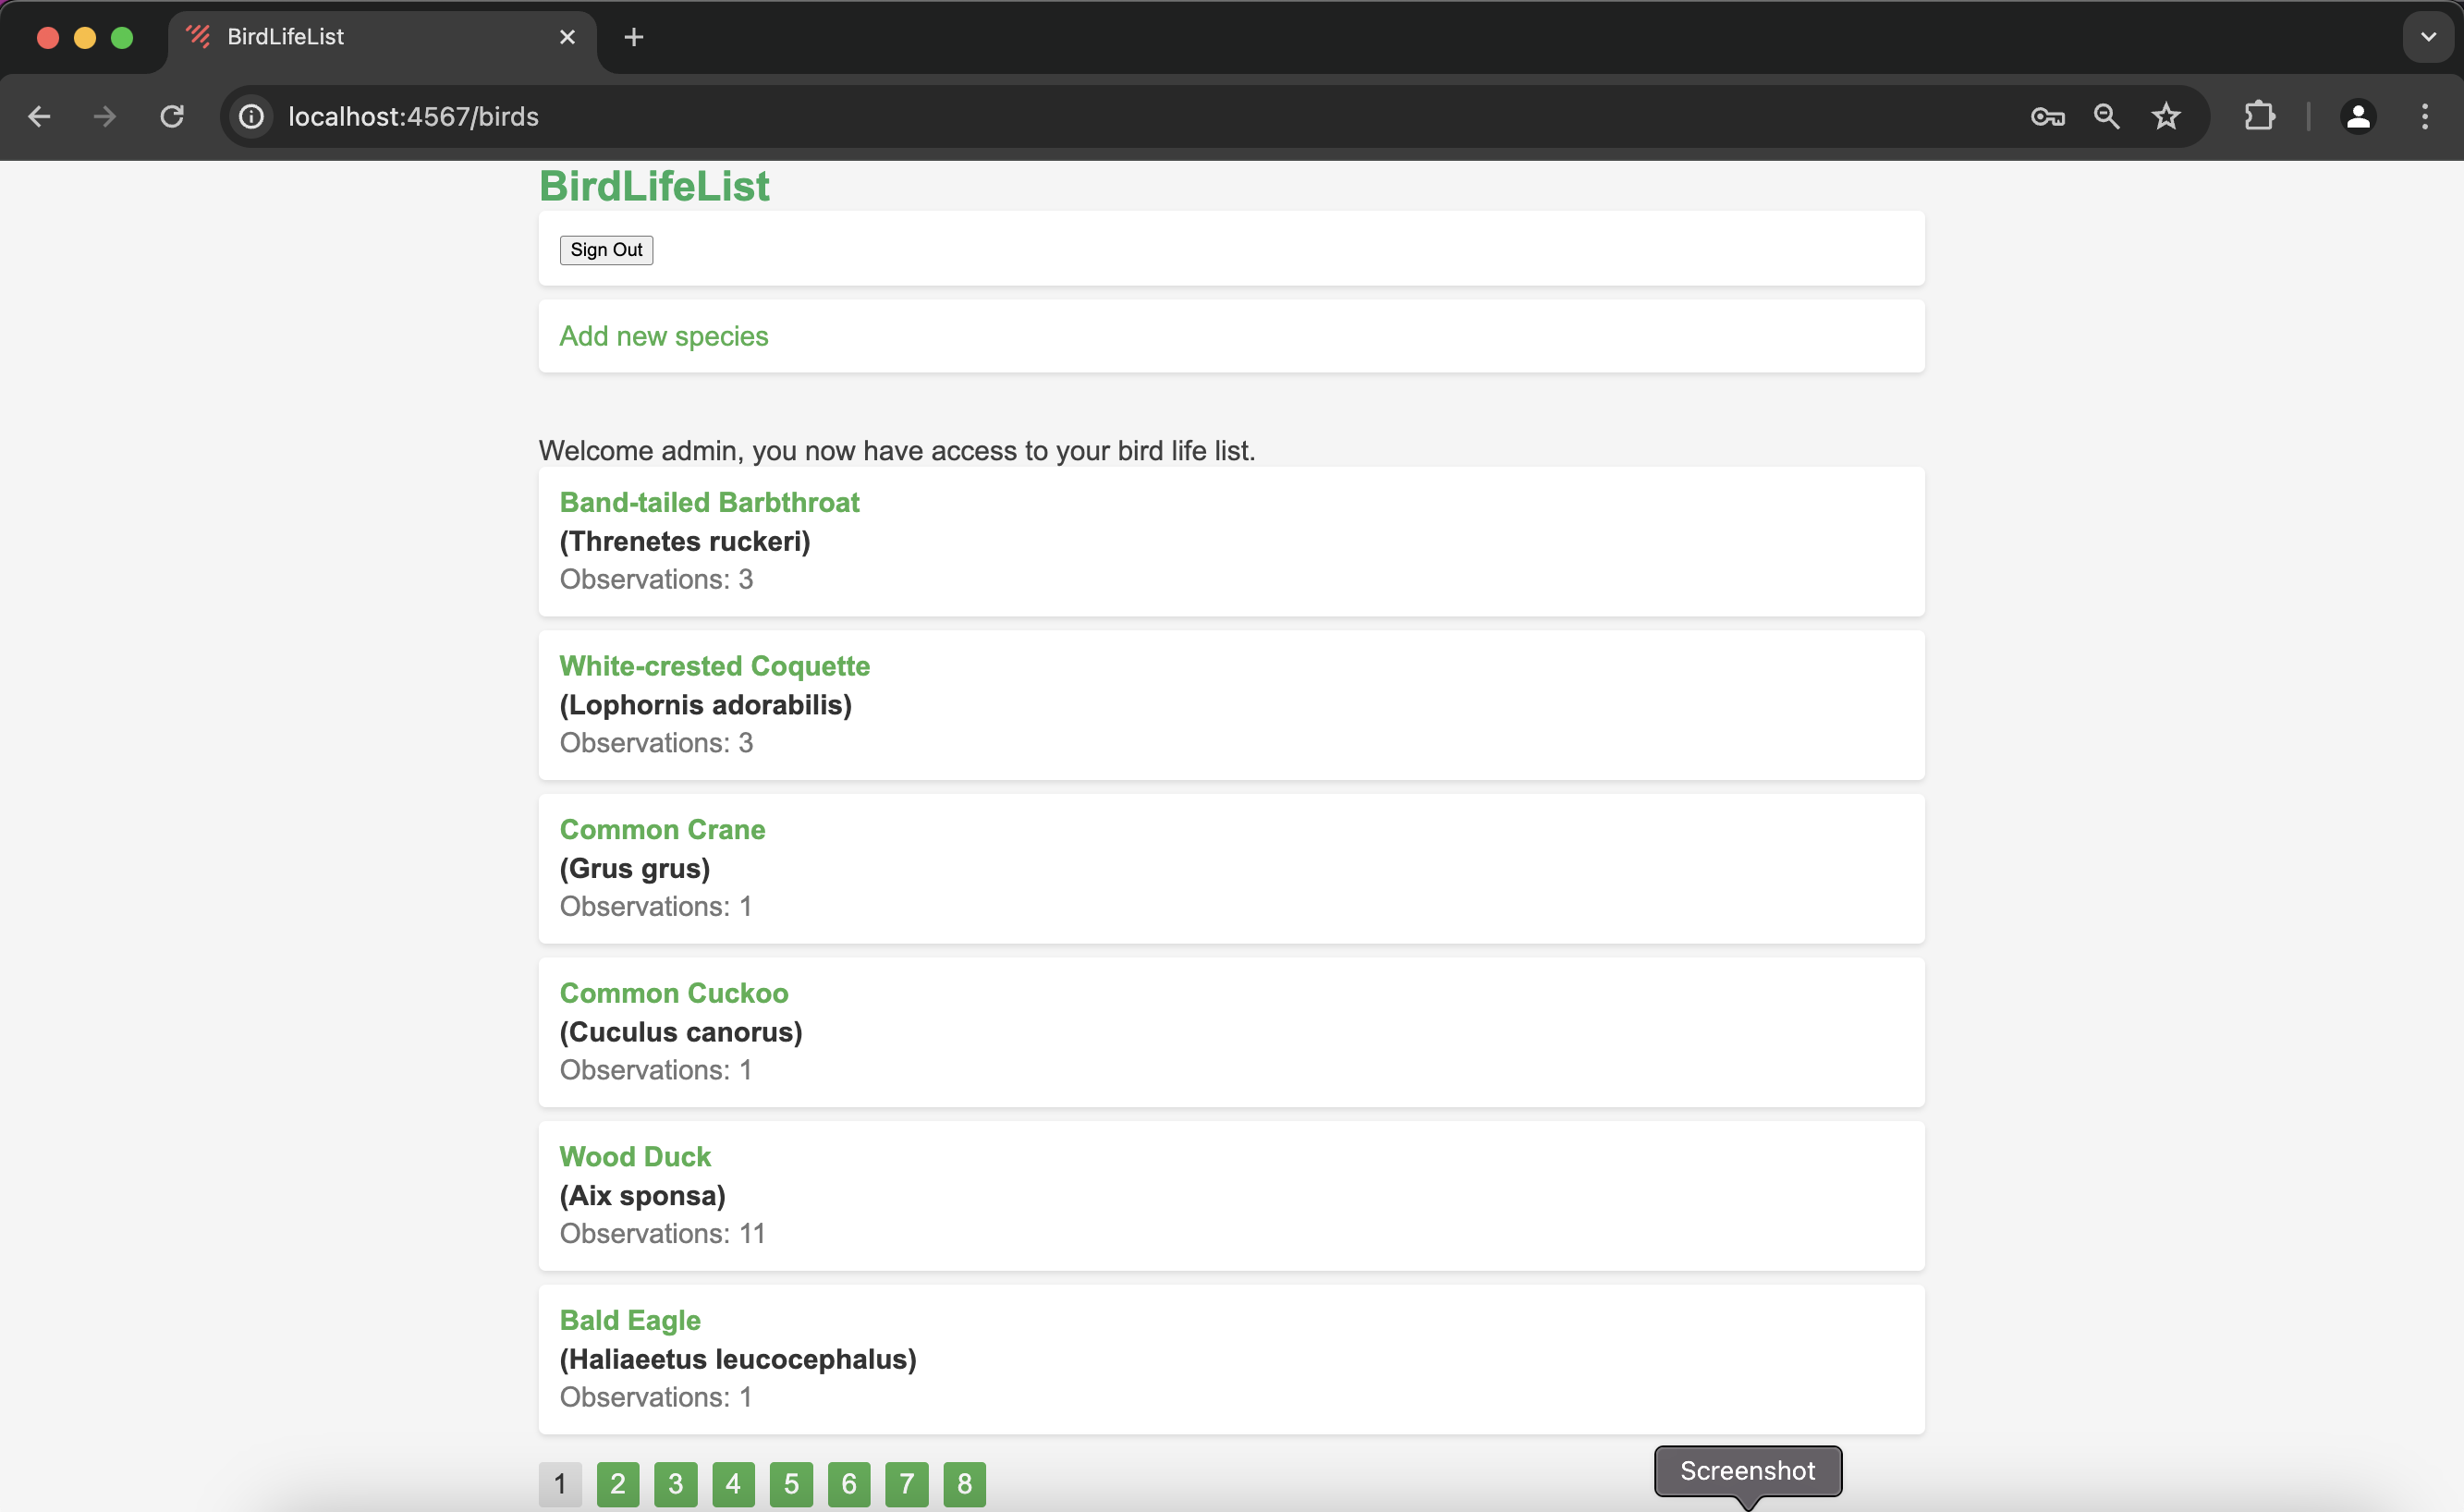 BirdLifeList
localhost:4567/birds
BirdLifeList
Sign Out
Add new species
Welcome admin, you now have access to your bird life list.
Band-tailed Barbthroat
(Threnetes ruckeri)
Observations: 3
White-crested Coquette
(Lophornis adorabilis)
Observations: 3
Common Crane
(Grus grus)
Observations: 1
Common Cuckoo
(Cuculus canorus)
Observations: 1
Wood Duck
(Aix sponsa)
Observations: 11
Bald Eagle
(Haliaeetus leucocephalus)
Observations: 1
1 2 3 4 5 6 7 8
Screenshot